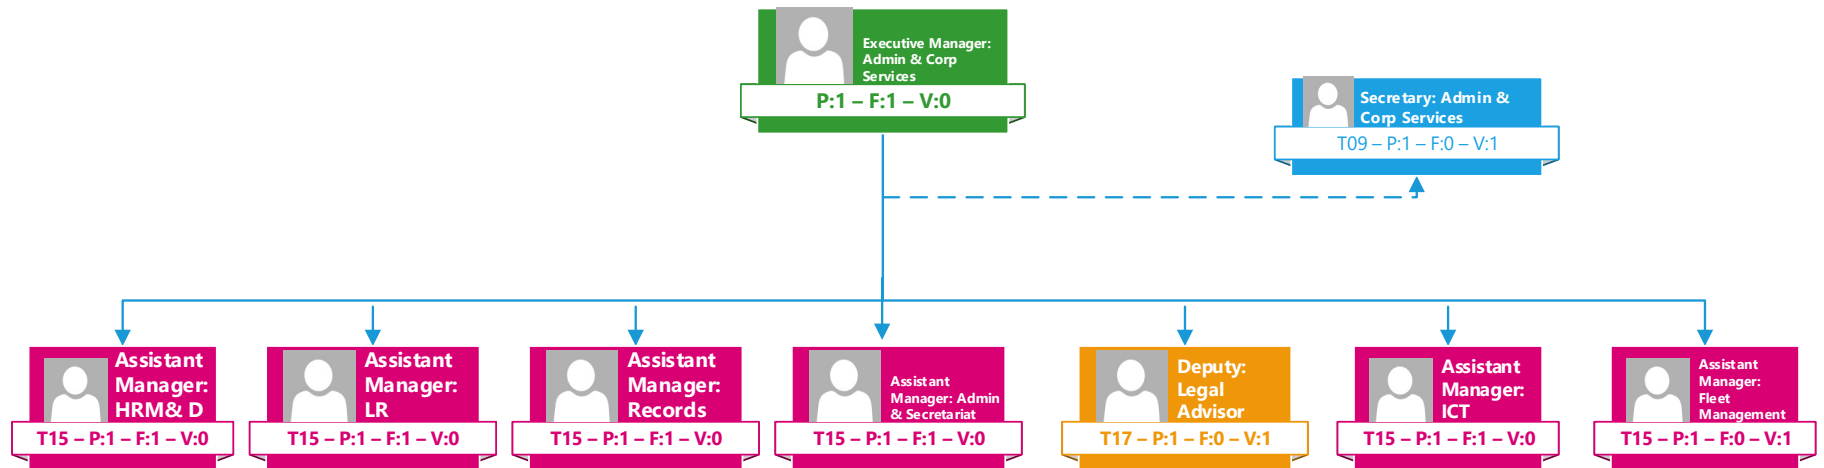 Executive Manager:
Admin & Corp
Services
P:1 – F:1 – V:0
Secretary: Admin &
Corp Services
T09 – P:1 – F:0 – V:1
Assistant
Manager:
HRM& D
T15 – P:1 – F:1 – V:0
Assistant
Manager:
LR
T15 – P:1 – F:1 – V:0
Assistant
Manager:
Records
T15 – P:1 – F:1 – V:0
Assistant
Manager: Admin
& Secretariat
T15 – P:1 – F:1 – V:0
Deputy:
Legal
Advisor
T17 – P:1 – F:0 – V:1
Assistant
Manager:
ICT
T15 – P:1 – F:1 – V:0
Assistant
Manager:
Fleet
Management
T15 – P:1 – F:0 – V:1